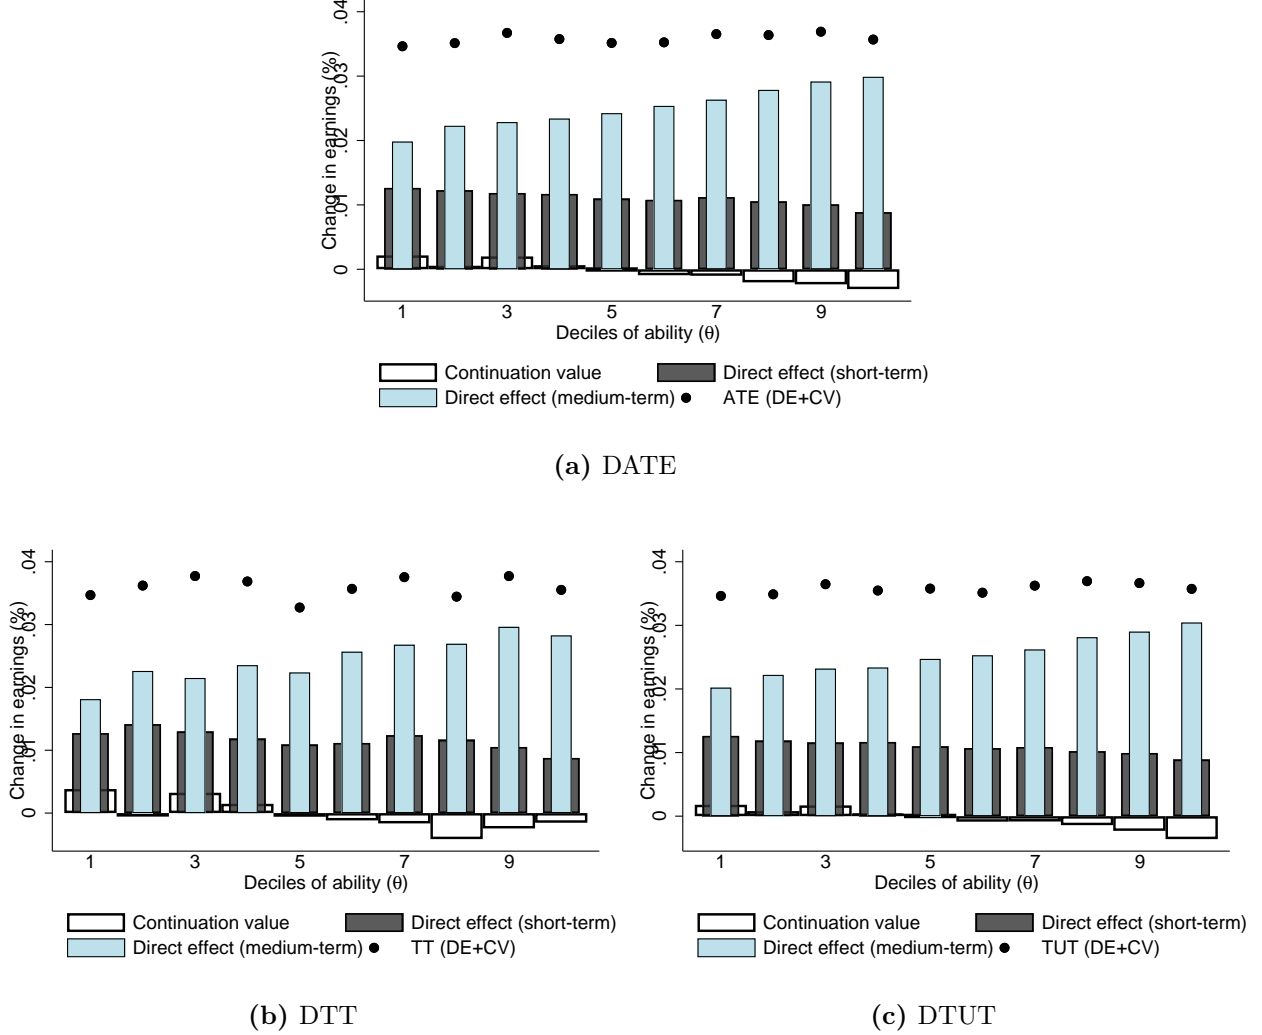 Change in earnings (%)
0 .01 .02 .03 .04
1 3 5 7 9
Deciles of ability (θ)
Continuation value Direct effect (short-term)
Direct effect (medium-term) ATE (DE+CV)
(a) DATE
Change in earnings (%)
0 .01 .02 .03 .04
1 3 5 7 9
Deciles of ability (θ)
Continuation value Direct effect (short-term)
Direct effect (medium-term) TT (DE+CV)
(b) DTT
Change in earnings (%)
0 .01 .02 .03 .04
1 3 5 7 9
Deciles of ability (θ)
Continuation value Direct effect (short-term)
Direct effect (medium-term) TUT (DE+CV)
(c) DTUT